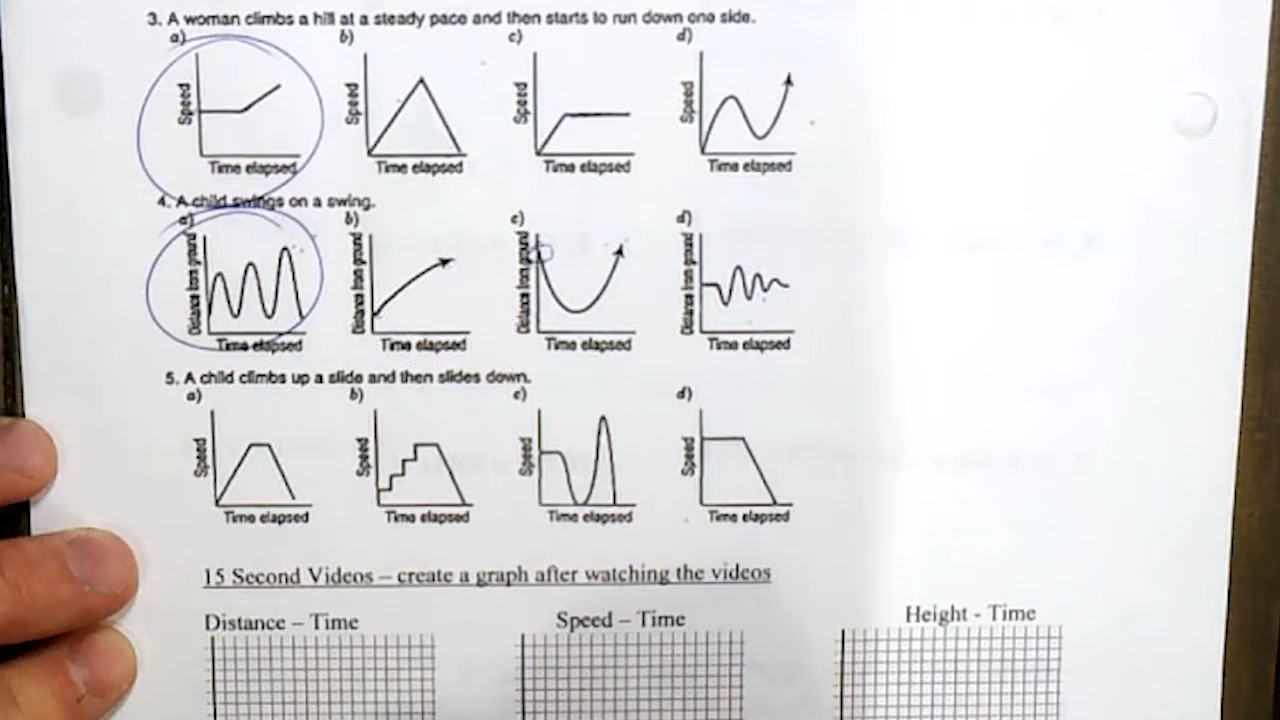 3. A woman climbs a hill at a steady pace and then starts to run down one side.
a) b) c) d)
Speed Speed Speed Speed
Time elapsed Time elapsed Time elapsed Time elapsed
4. A child swings on a swing.
a) b) c) d)
Distance from ground Distance from ground Distance from ground Distance from ground
Time elapsed Time elapsed Time elapsed Time elapsed
5. A child climbs up a slide and then slides down.
a) b) c) d)
Speed Speed Speed Speed
Time elapsed Time elapsed Time elapsed Time elapsed
15 Second Videos – create a graph after watching the videos
Distance – Time Speed – Time Height - Time